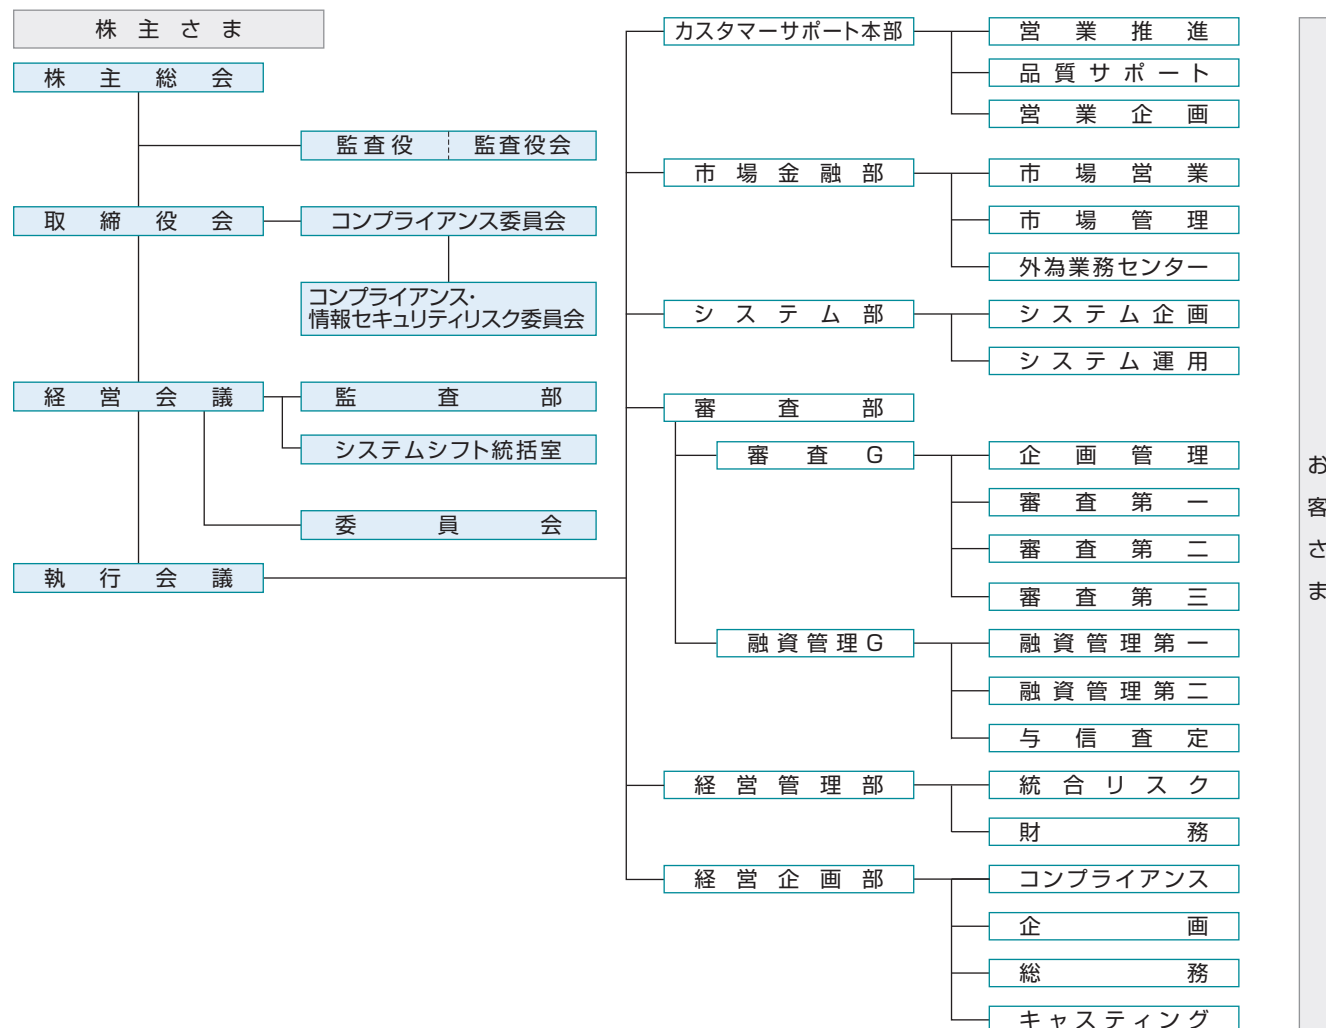 株主さま
株主総会
監査役 監査役会
取締役会
コンプライアンス委員会
コンプライアンス・
情報セキュリティリスク委員会
経営会議
監査部
システムシフト統括室
委員会
執行会議
カスタマーサポート本部
営業推進
品質サポート
営業企画
市場金融部
市場営業
市場管理
外為業務センター
システム部
システム企画
システム運用
審査部
審査G
企画管理
審査第一
審査第二
審査第三
融資管理G
融資管理第一
融資管理第二
与信査定
経営管理部
統合リスク
財務
経営企画部
コンプライアンス
企画
総務
キャスティング
お客さま